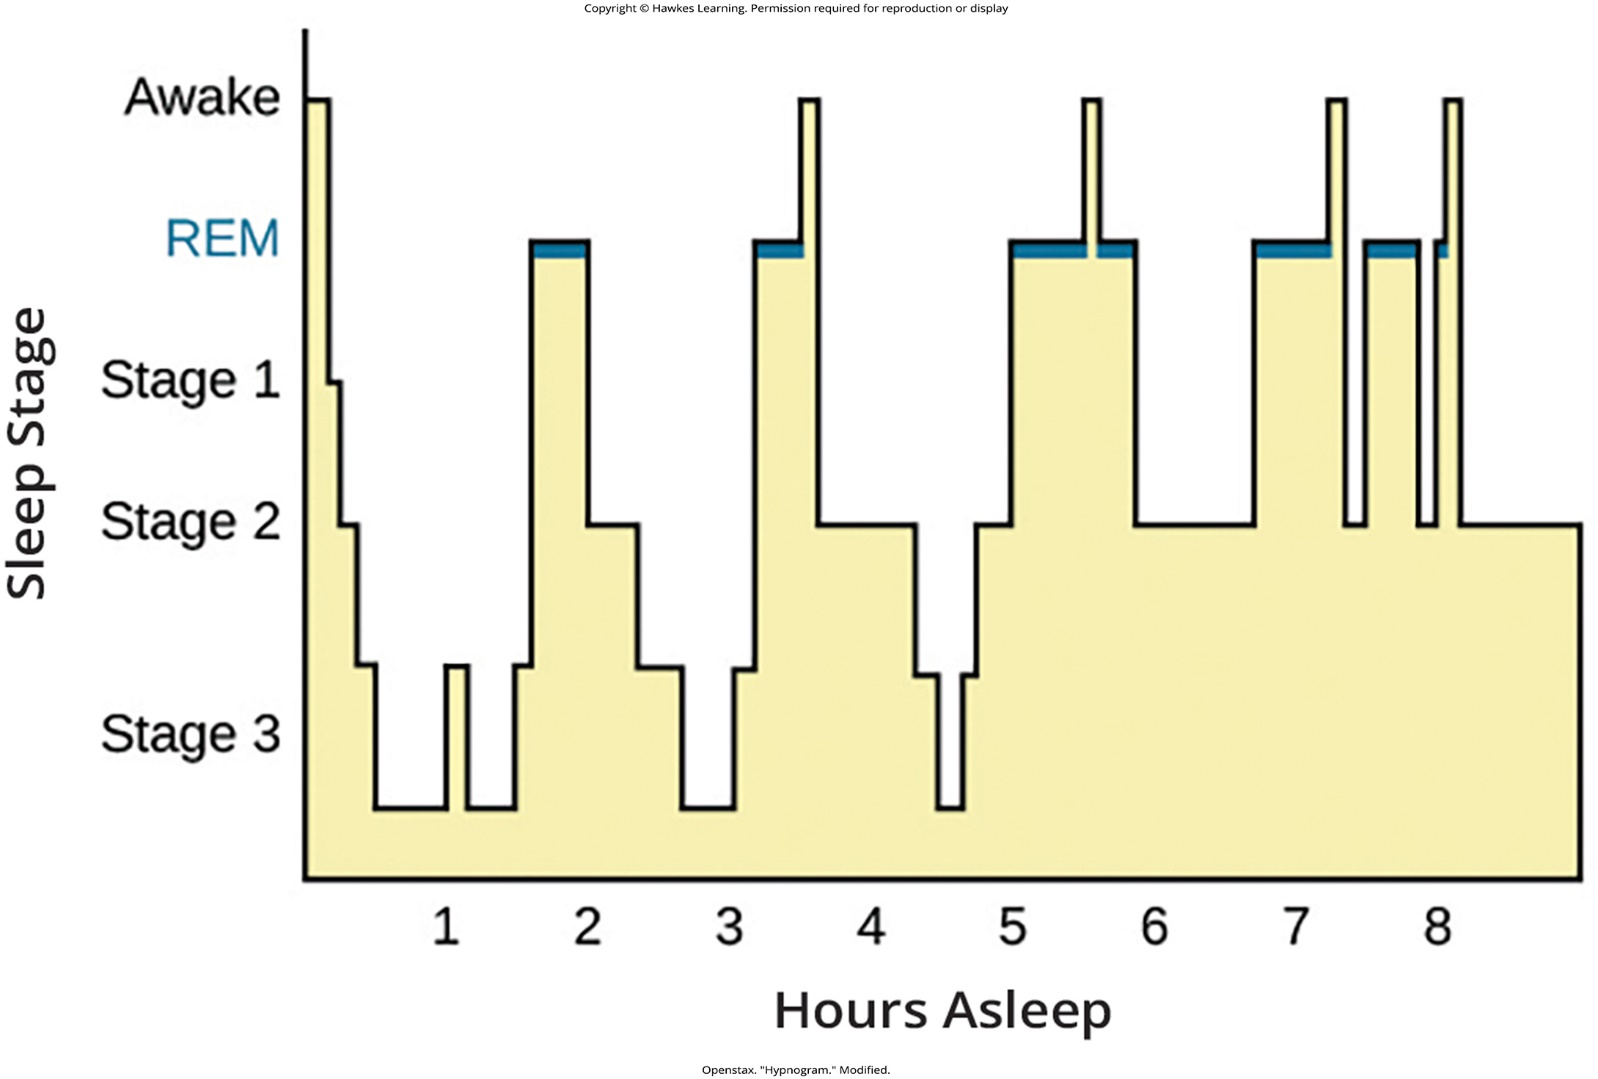 Copyright © Hawkes Learning. Permission required for reproduction or display
Awake
REM
Stage 1
Stage 2
Stage 3
Sleep Stage
1 2 3 4 5 6 7 8
Hours Asleep
Openstax. "Hypnogram." Modified.